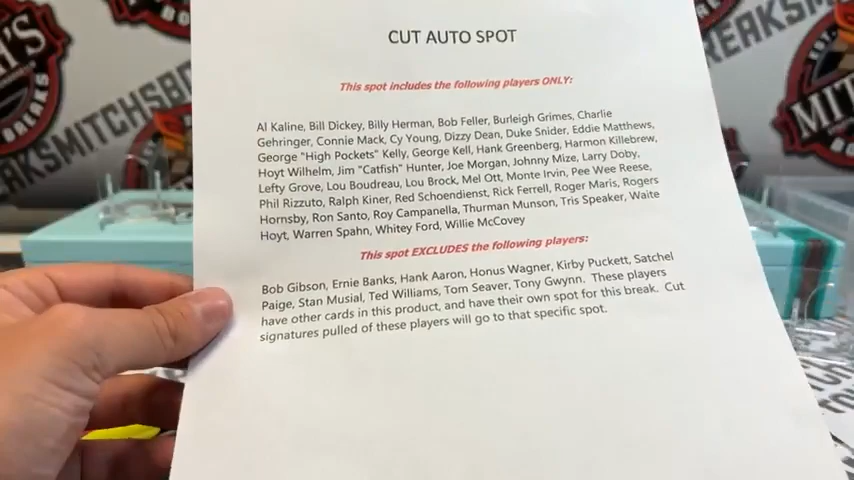 CUT AUTO SPOT
This spot includes the following players ONLY:
Al Kaline, Bill Dickey, Billy Herman, Bob Feller, Burleigh Grimes, Charlie
Gehringer, Connie Mack, Cy Young, Dizzy Dean, Duke Snider, Eddie Matthews,
George "High Pockets" Kelly, George Kell, Hank Greenberg, Harmon Killebrew,
Hoyt Wilhelm, Jim "Catfish" Hunter, Joe Morgan, Johnny Mize, Larry Doby,
Lefty Grove, Lou Boudreau, Lou Brock, Mel Ott, Monte Irvin, Pee Wee Reese,
Phil Rizzuto, Ralph Kiner, Red Schoendienst, Rick Ferrell, Roger Maris, Rogers
Hornsby, Ron Santo, Roy Campanella, Thurman Munson, Tris Speaker, Waite
Hoyt, Warren Spahn, Whitey Ford, Willie McCovey
This spot EXCLUDES the following players:
Bob Gibson, Ernie Banks, Hank Aaron, Honus Wagner, Kirby Puckett, Satchel
Paige, Stan Musial, Ted Williams, Tom Seaver, Tony Gwynn. These players
have other cards in this product, and have their own spot for this break. Cut
signatures pulled of these players will go to that specific spot.
BREAKS
EST.